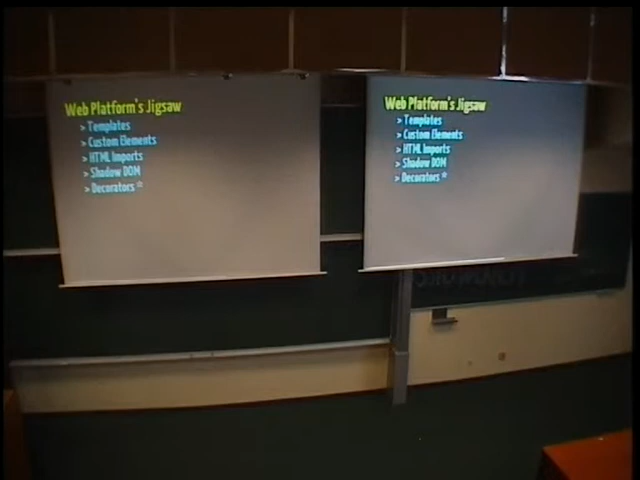 Web Platform's Jigsaw
> Templates
> Custom Elements
> HTML Imports
> Shadow DOM
> Decorators *
Web Platform's Jigsaw
> Templates
> Custom Elements
> HTML Imports
> Shadow DOM
> Decorators *